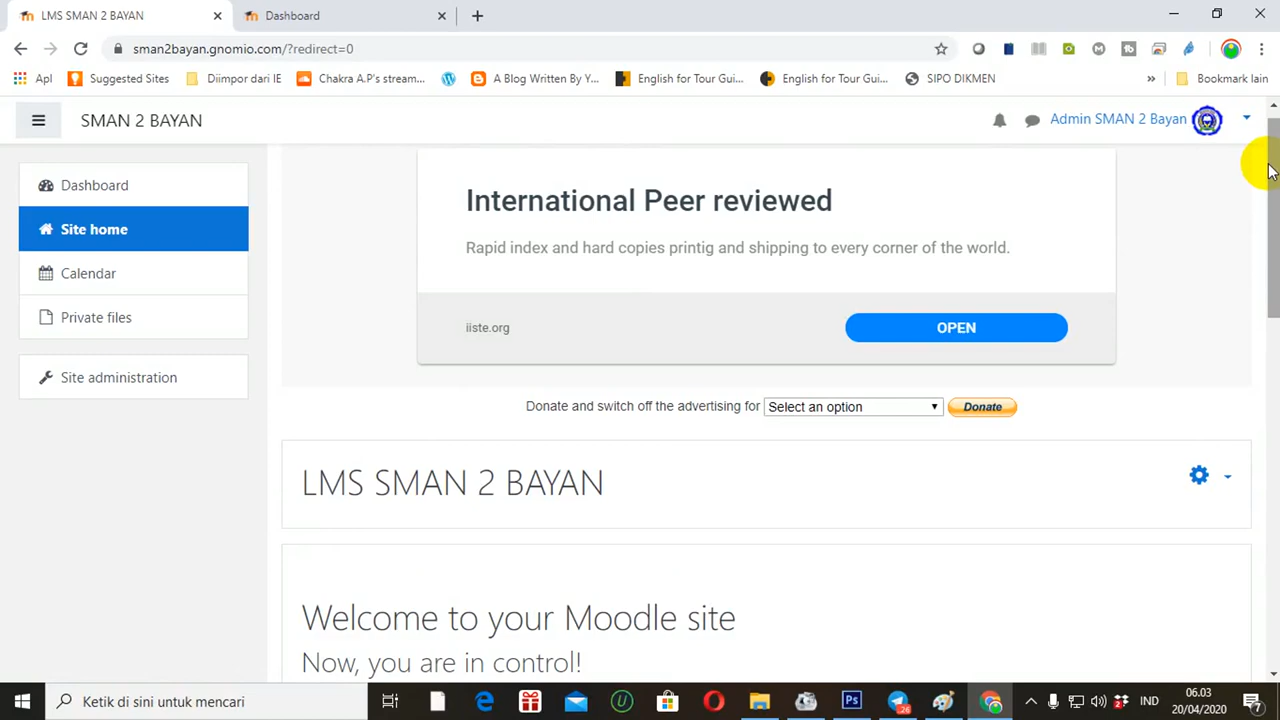 LMS SMAN 2 BAYAN
Dashboard
sman2bayan.gnomio.com/?redirect=0
Apl
Suggested Sites
Diimpor dari IE
Chakra A.P's stream...
A Blog Written By Y...
English for Tour Gui...
English for Tour Gui...
SIPO DIKMEN
»
Bookmark lain
SMAN 2 BAYAN
Admin SMAN 2 Bayan
Dashboard
Site home
Calendar
Private files
Site administration
International Peer reviewed
Rapid index and hard copies printig and shipping to every corner of the world.
iiste.org
OPEN
Donate and switch off the advertising for
Select an option
Donate
LMS SMAN 2 BAYAN
Welcome to your Moodle site
Now, you are in control!
Ketik di sini untuk mencari
Ps
26
IND
06.03
20/04/2020
7